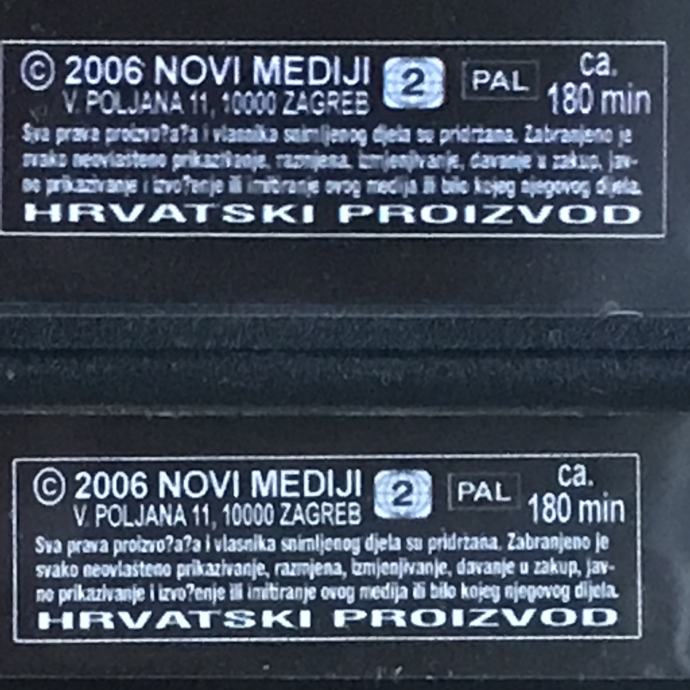 © 2006 NOVI MEDIJI 2 PAL ca.
V. POLJANA 11, 10000 ZAGREB 180 min
Sva prava proizvo?a?a i vlasnika snimljenog djela su pridržana. Zabranjeno je
svako neovlašteno prikazivanje, razmjena, izmjenjivanje, davanje u zakup, jav-
no prikazivanje i izvo?enje ili imitiranje ovog medija ili bilo kojeg njegovog dijela.
HRVATSKI PROIZVOD
© 2006 NOVI MEDIJI 2 PAL ca.
V. POLJANA 11, 10000 ZAGREB 180 min
Sva prava proizvo?a?a i vlasnika snimljenog djela su pridržana. Zabranjeno je
svako neovlašteno prikazivanje, razmjena, izmjenjivanje, davanje u zakup, jav-
no prikazivanje i izvo?enje ili imitiranje ovog medija ili bilo kojeg njegovog dijela.
HRVATSKI PROIZVOD